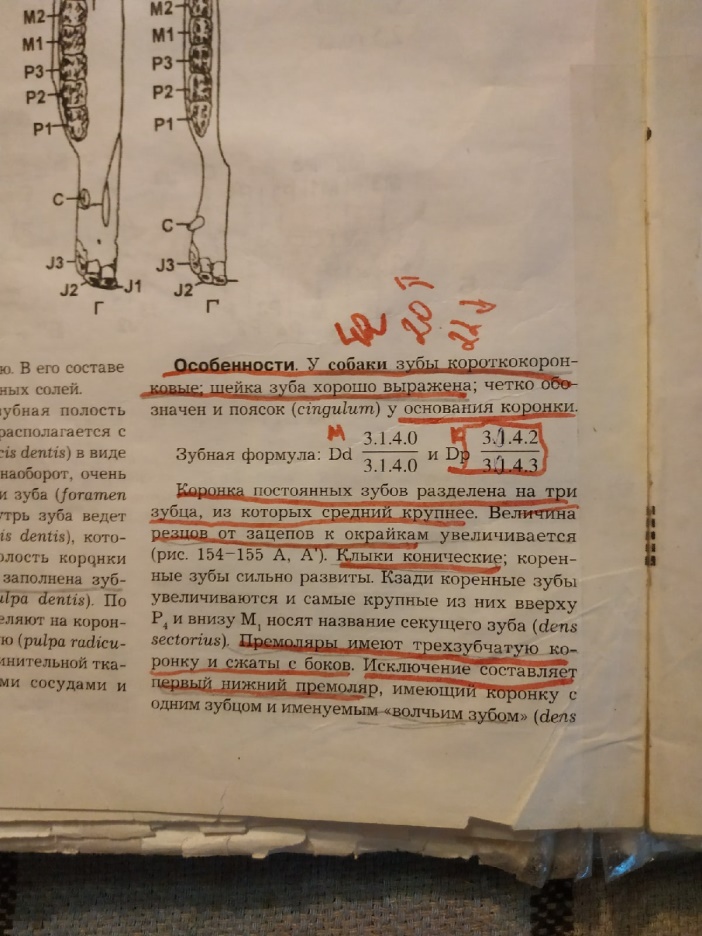 M2
M1
P3
P2
P1
C
J3
J2
J1
Г
M2
M1
P3
P2
P1
C
J3
J2
Г'
42 20 22
ю. В его составе
ных солей.
зубная полость
располагается с
cis dentis) в виде
наоборот, очень
и зуба (foramen
утрь зуба ведет
is dentis), кото-
олость коронки
заполнена зуб-
ulpa dentis). По
еляют на корон-
ую (pulpa radicu-
инительной тка-
ми сосудами и
Особенности. У собаки зубы короткокорон-
ковые; шейка зуба хорошо выражена; четко обо-
значен и поясок (cingulum) у основания коронки.
3.1.4.0 3.1.4.2
Зубная формула: Dd и Dp
3.1.4.0 3.1.4.3
Коронка постоянных зубов разделена на три
зубца, из которых средний крупнее. Величина
резцов от зацепов к окрайкам увеличивается
(рис. 154–155 А, А'). Клыки конические; корен-
ные зубы сильно развиты. Кзади коренные зубы
увеличиваются и самые крупные из них вверху
P4 и внизу M1 носят название секущего зуба (dens
sectorius). Премоляры имеют трехзубчатую ко-
ронку и сжаты с боков. Исключение составляет
первый нижний премоляр, имеющий коронку с
одним зубцом и именуемым «волчьим зубом» (dens